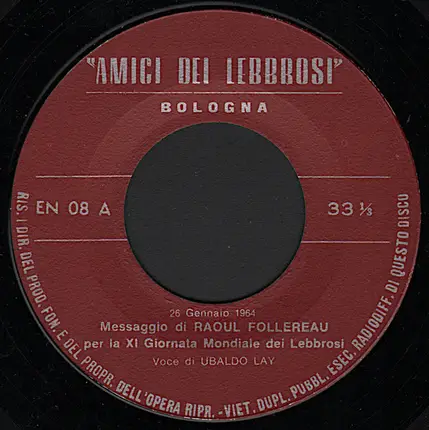 "AMICI DEI LEBBROSI"
BOLOGNA
EN 08 A
33 ⅓
26 Gennaio 1964
Messaggio di RAOUL FOLLEREAU
per la XI Giornata Mondiale dei Lebbrosi
Voce di UBALDO LAY
RIS. I DIR. DEL PROD. FON. E DEL PROPR. DELL'OPERA RIPR. - VIET. DUPL. PUBBL. ESEC. RADIODIFF. DI QUESTO DISCO